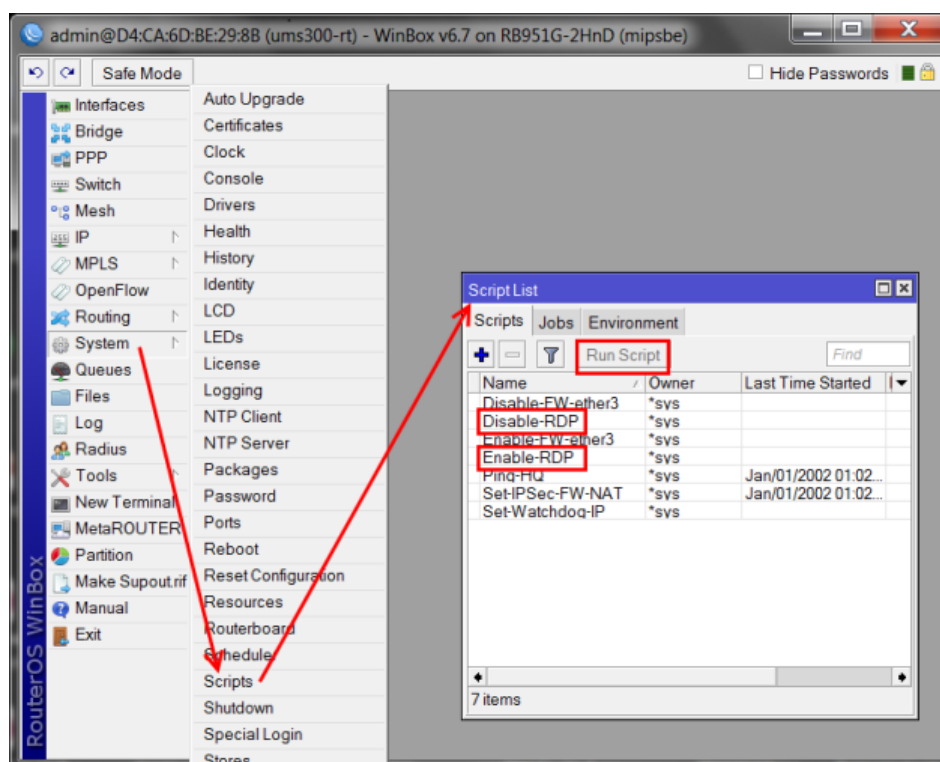 admin@D4:CA:6D:BE:29:8B (ums300-rt) - WinBox v6.7 on RB951G-2HnD (mipsbe)
Safe Mode
Hide Passwords
Interfaces
Bridge
PPP
Switch
Mesh
IP
MPLS
OpenFlow
Routing
System
Queues
Files
Log
Radius
Tools
New Terminal
MetaROUTER
Partition
Make Supout.rif
Manual
Exit
RouterOS WinBox
Auto Upgrade
Certificates
Clock
Console
Drivers
Health
History
Identity
LCD
LEDs
License
Logging
NTP Client
NTP Server
Packages
Password
Ports
Reboot
Reset Configuration
Resources
Routerboard
Scheduler
Scripts
Shutdown
Special Login
Stores
Script List
Scripts Jobs Environment
Run Script Find
Name Owner Last Time Started
Disable-FW-ether3 *sys
Disable-RDP *sys
Enable-FW-ether3 *sys
Enable-RDP *sys
Ping-HQ *sys Jan/01/2002 01:02...
Set-IPSec-FW-NAT *sys Jan/01/2002 01:02...
Set-Watchdog-IP *sys
7 items